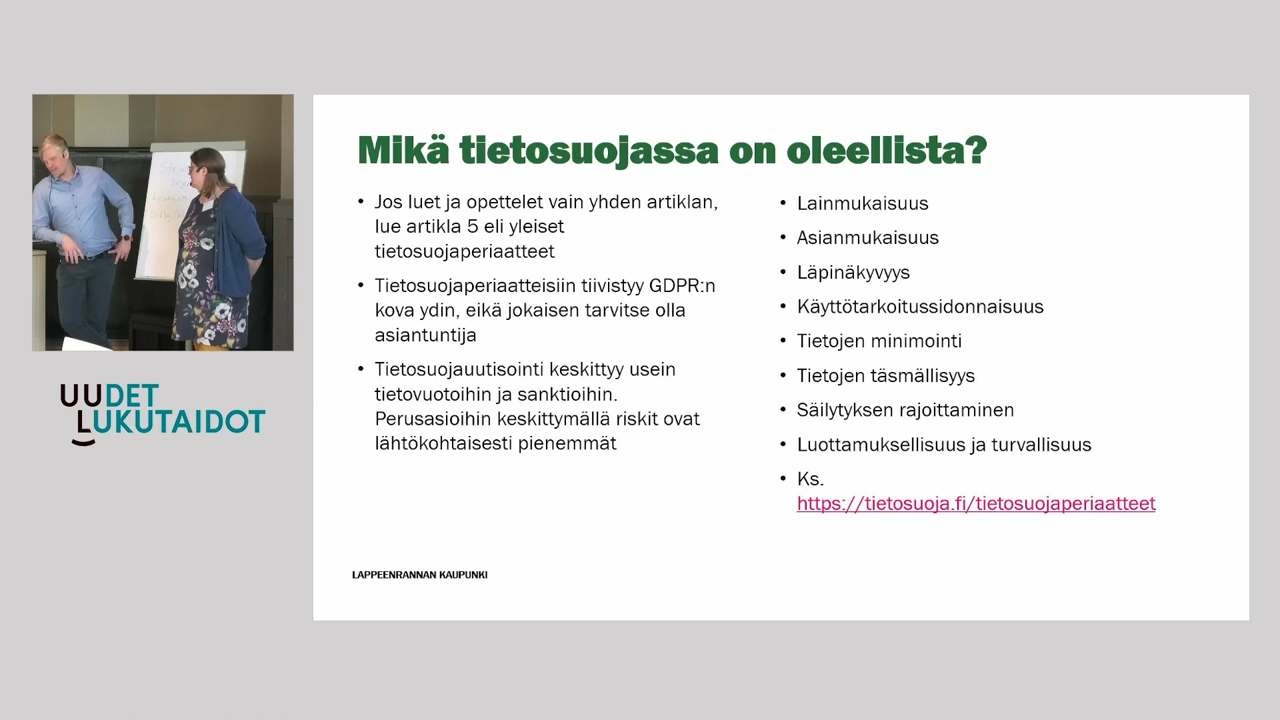 Mikä tietosuojassa on oleellista?
• Jos luet ja opettelet vain yhden artiklan,
lue artikla 5 eli yleiset
tietosuojaperiaatteet
• Tietosuojaperiaatteisiin tiivistyy GDPR:n
kova ydin, eikä jokaisen tarvitse olla
asiantuntija
• Tietosuojauutisointi keskittyy usein
tietovuotoihin ja sanktioihin.
Perusasioihin keskittymällä riskit ovat
lähtökohtaisesti pienemmät
• Lainmukaisuus
• Asianmukaisuus
• Läpinäkyvyys
• Käyttötarkoitussidonnaisuus
• Tietojen minimointi
• Tietojen täsmällisyys
• Säilytyksen rajoittaminen
• Luottamuksellisuus ja turvallisuus
• Ks.
https://tietosuoja.fi/tietosuojaperiaatteet
LAPPEENRANNAN KAUPUNKI
UUDET
LUKUTAIDOT